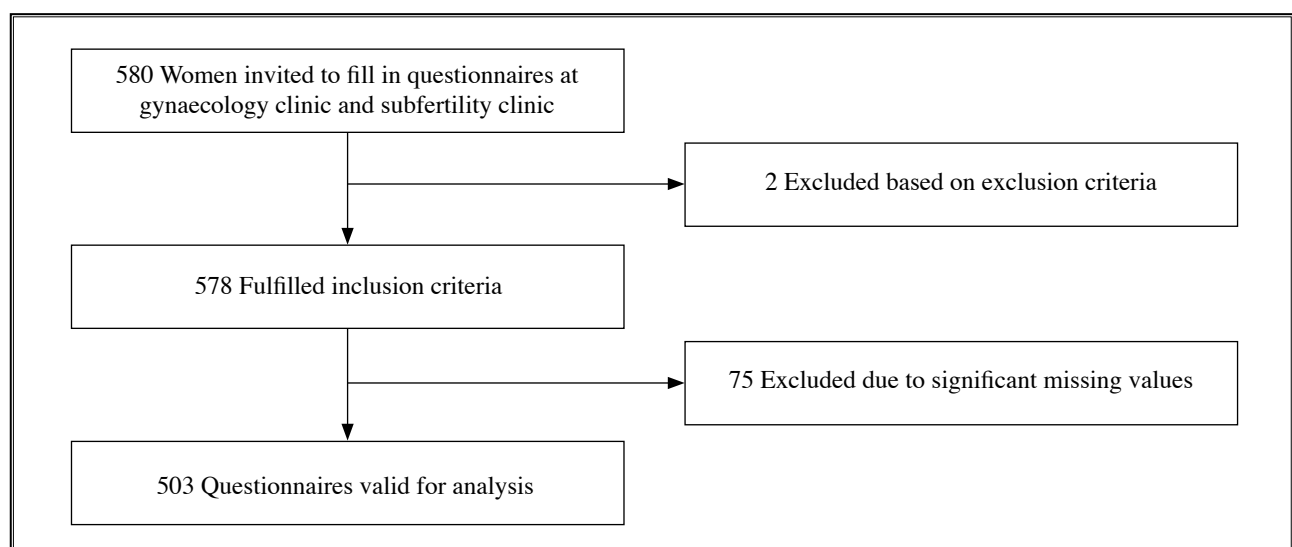 580 Women invited to fill in questionnaires at
gynaecology clinic and subfertility clinic
2 Excluded based on exclusion criteria
578 Fulfilled inclusion criteria
75 Excluded due to significant missing values
503 Questionnaires valid for analysis